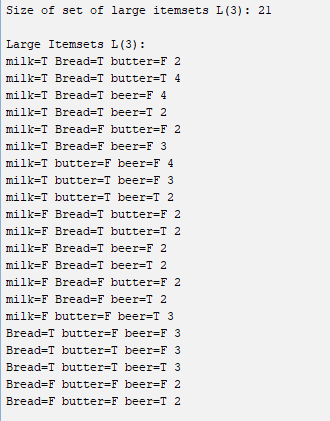 Size of set of large itemsets L(3): 21
Large Itemsets L(3):
milk=T Bread=T butter=F 2
milk=T Bread=T butter=T 4
milk=T Bread=T beer=F 4
milk=T Bread=T beer=T 2
milk=T Bread=F butter=F 2
milk=T Bread=F beer=F 3
milk=T butter=F beer=F 4
milk=T butter=T beer=F 3
milk=T butter=T beer=T 2
milk=F Bread=T butter=F 2
milk=F Bread=T butter=T 2
milk=F Bread=T beer=F 2
milk=F Bread=T beer=T 2
milk=F Bread=F butter=F 2
milk=F Bread=F beer=T 2
milk=F butter=F beer=T 3
Bread=T butter=F beer=F 3
Bread=T butter=T beer=F 3
Bread=T butter=T beer=T 3
Bread=F butter=F beer=F 2
Bread=F butter=F beer=T 2